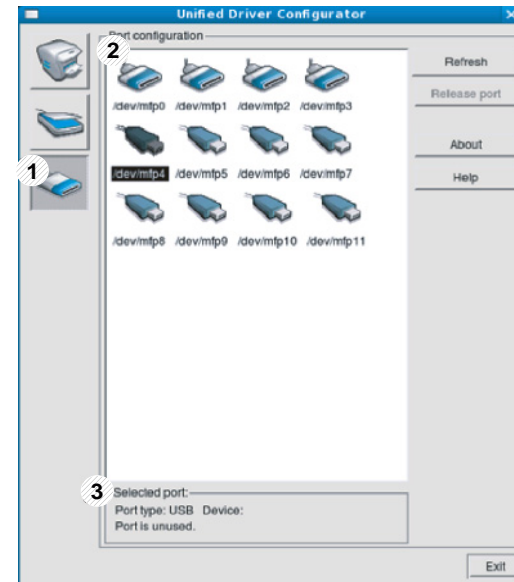 Unified Driver Configurator
2
Port configuration
Refresh
/dev/mfp0 /dev/mfp1 /dev/mfp2 /dev/mfp3
Release port
1
About
/dev/mfp4 /dev/mfp5 /dev/mfp6 /dev/mfp7
Help
/dev/mfp8 /dev/mfp9 /dev/mfp10 /dev/mfp11
3
Selected port:
Port type: USB Device:
Port is unused.
Exit